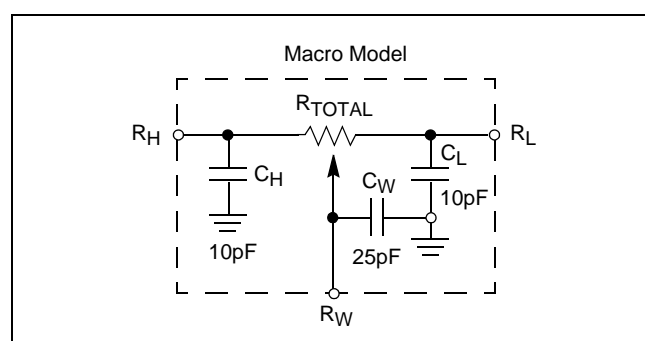 Macro Model
RTOTAL
RH
RL
CH
CW
CL
10pF
10pF
25pF
RW